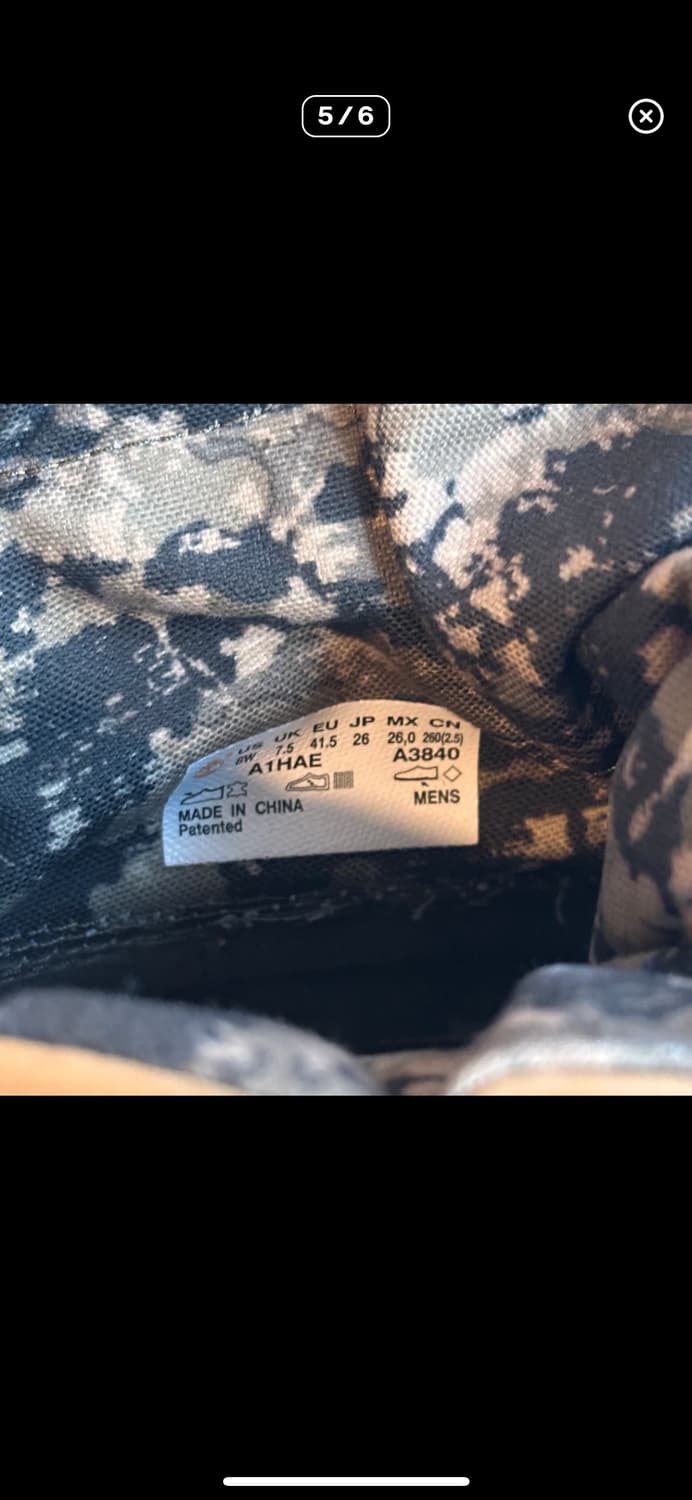 5/6
US UK EU JP MX CN
8W 7.5 41.5 26 26,0 260(2.5)
A1HAE A3840
MENS
MADE IN CHINA
Patented